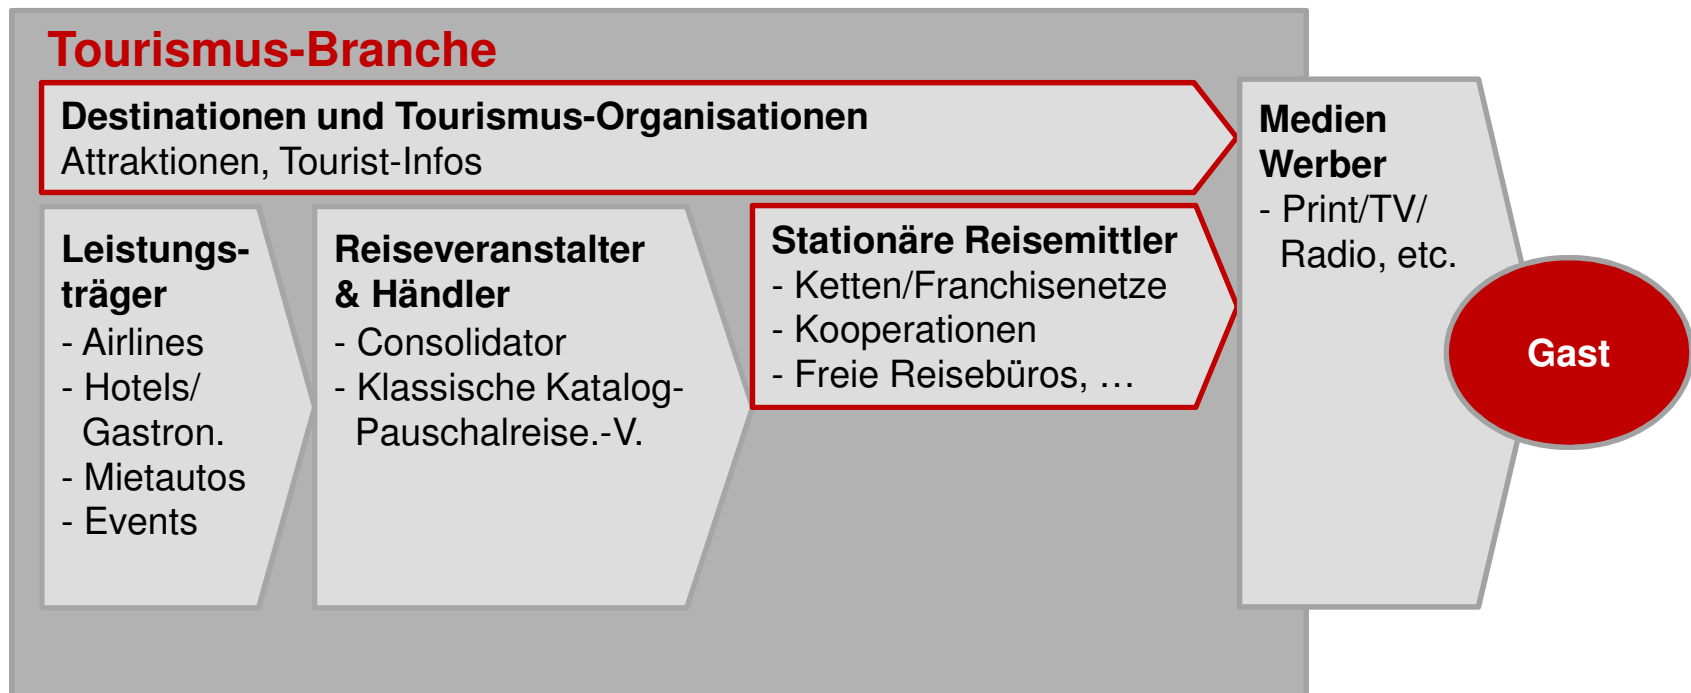 Tourismus-Branche
Destinationen und Tourismus-Organisationen
Attraktionen, Tourist-Infos
Leistungs-
träger
- Airlines
- Hotels/
Gastron.
- Mietautos
- Events
Reiseveranstalter
& Händler
- Consolidator
- Klassische Katalog-
Pauschalreise.-V.
Stationäre Reisemittler
- Ketten/Franchisenetze
- Kooperationen
- Freie Reisebüros, …
Medien
Werber
- Print/TV/
Radio, etc.
Gast